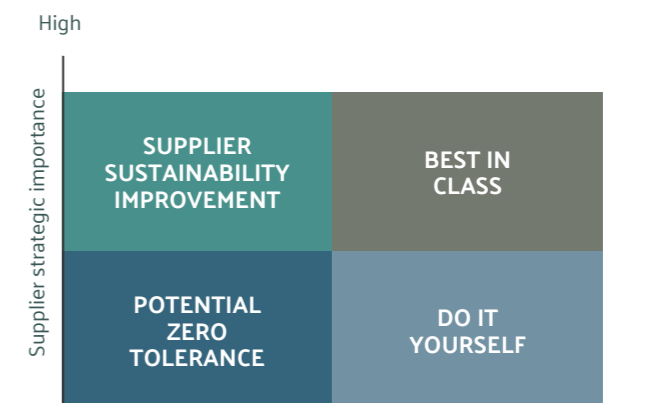 High
Supplier strategic importance
SUPPLIER
SUSTAINABILITY
IMPROVEMENT
BEST IN
CLASS
POTENTIAL
ZERO
TOLERANCE
DO IT
YOURSELF